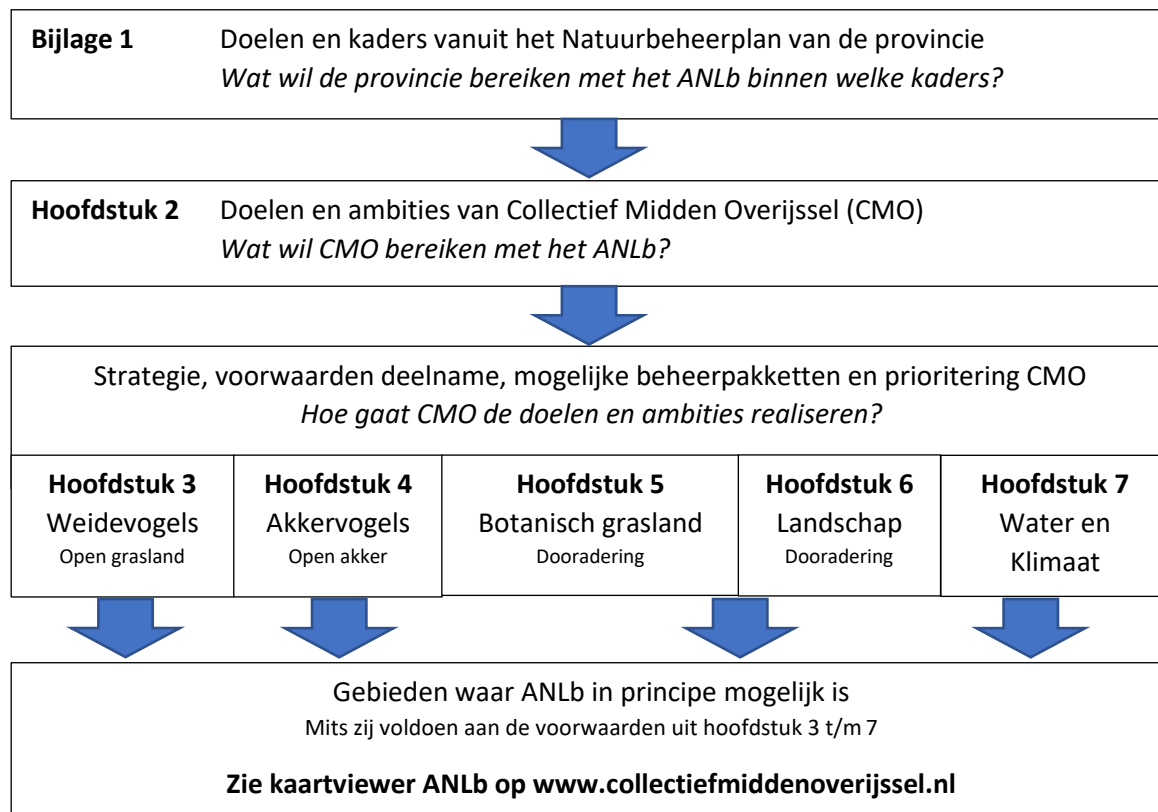 Bijlage 1 Doelen en kaders vanuit het Natuurbeheerplan van de provincie
Wat wil de provincie bereiken met het ANLb binnen welke kaders?
Hoofdstuk 2 Doelen en ambities van Collectief Midden Overijssel (CMO)
Wat wil CMO bereiken met het ANLb?
Strategie, voorwaarden deelname, mogelijke beheerpakketten en prioritering CMO
Hoe gaat CMO de doelen en ambities realiseren?
Hoofdstuk 3
Weidevogels
Open grasland
Hoofdstuk 4
Akkervogels
Open akker
Hoofdstuk 5
Botanisch grasland
Dooradering
Hoofdstuk 6
Landschap
Dooradering
Hoofdstuk 7
Water en
Klimaat
Gebieden waar ANLb in principe mogelijk is
Mits zij voldoen aan de voorwaarden uit hoofdstuk 3 t/m 7
Zie kaartviewer ANLb op www.collectiefmiddenoverijssel.nl